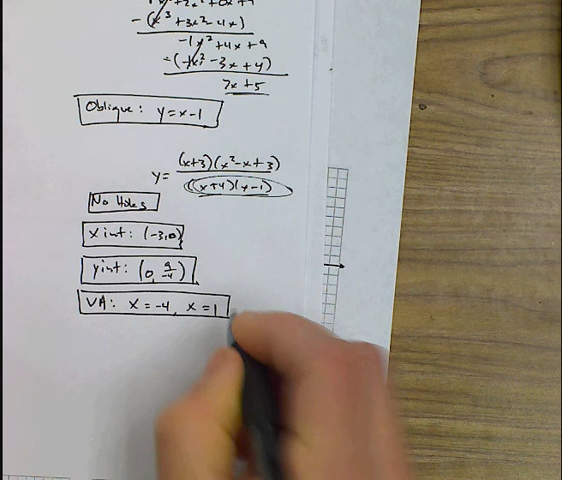 - (x³ + 3x² - 4x)
-1x² + 4x + 9
- (-1x² - 3x + 4)
7x + 5
Oblique: y = x - 1
y = (x+3)(x² - x + 3) / ((x+4)(x-1))
No Holes
x int: (-3, 0)
y int: (0, 9/-4)
VA: x = -4, x = 1